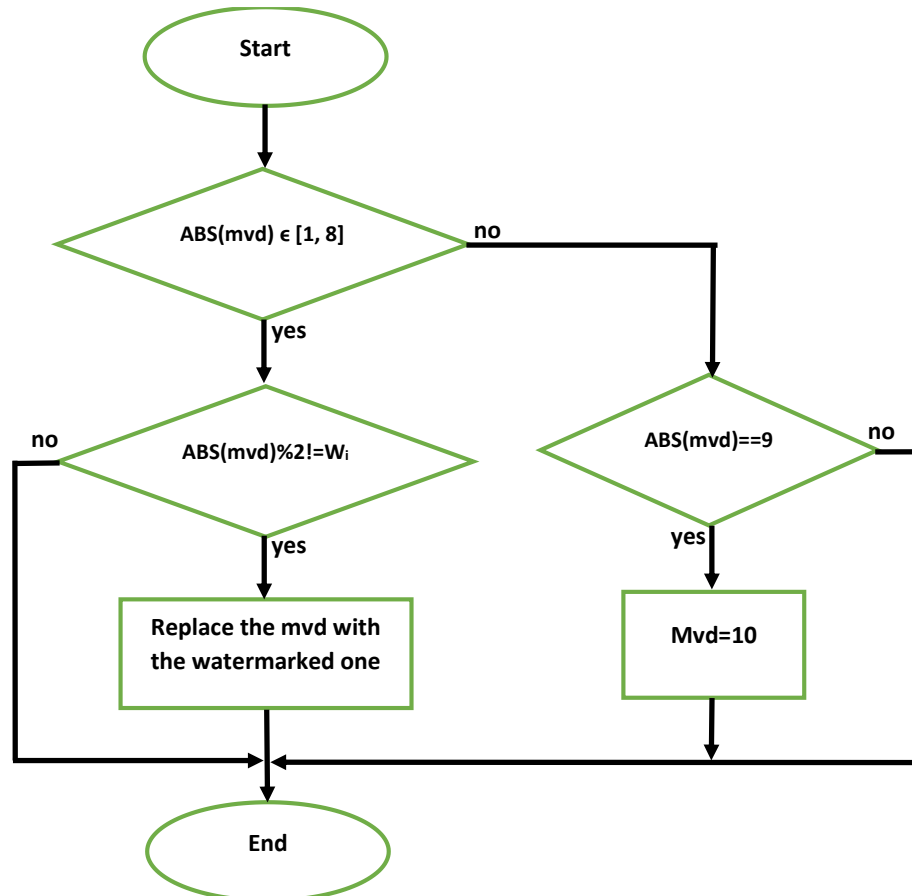 Start
ABS(mvd) ϵ [1, 8]
no
yes
no
ABS(mvd)%2!=Wᵢ
ABS(mvd)==9
no
yes
yes
Replace the mvd with
the watermarked one
Mvd=10
End